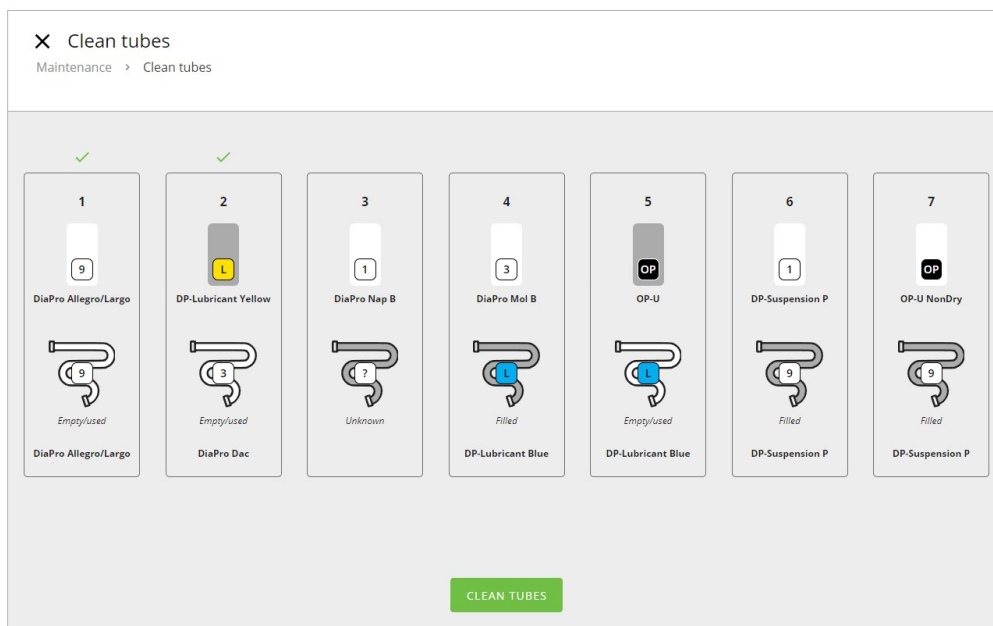 Clean tubes
Maintenance > Clean tubes
1 2 3 4 5 6 7
9 L 1 3 OP 1 OP
DiaPro Allegro/Largo DP-Lubricant Yellow DiaPro Nap B DiaPro Mol B OP-U DP-Suspension P OP-U NonDry
9 3 ? L L 9 9
Empty/used Empty/used Unknown Filled Empty/used Filled Filled
DiaPro Allegro/Largo DiaPro Dac DP-Lubricant Blue DP-Lubricant Blue DP-Suspension P DP-Suspension P
CLEAN TUBES